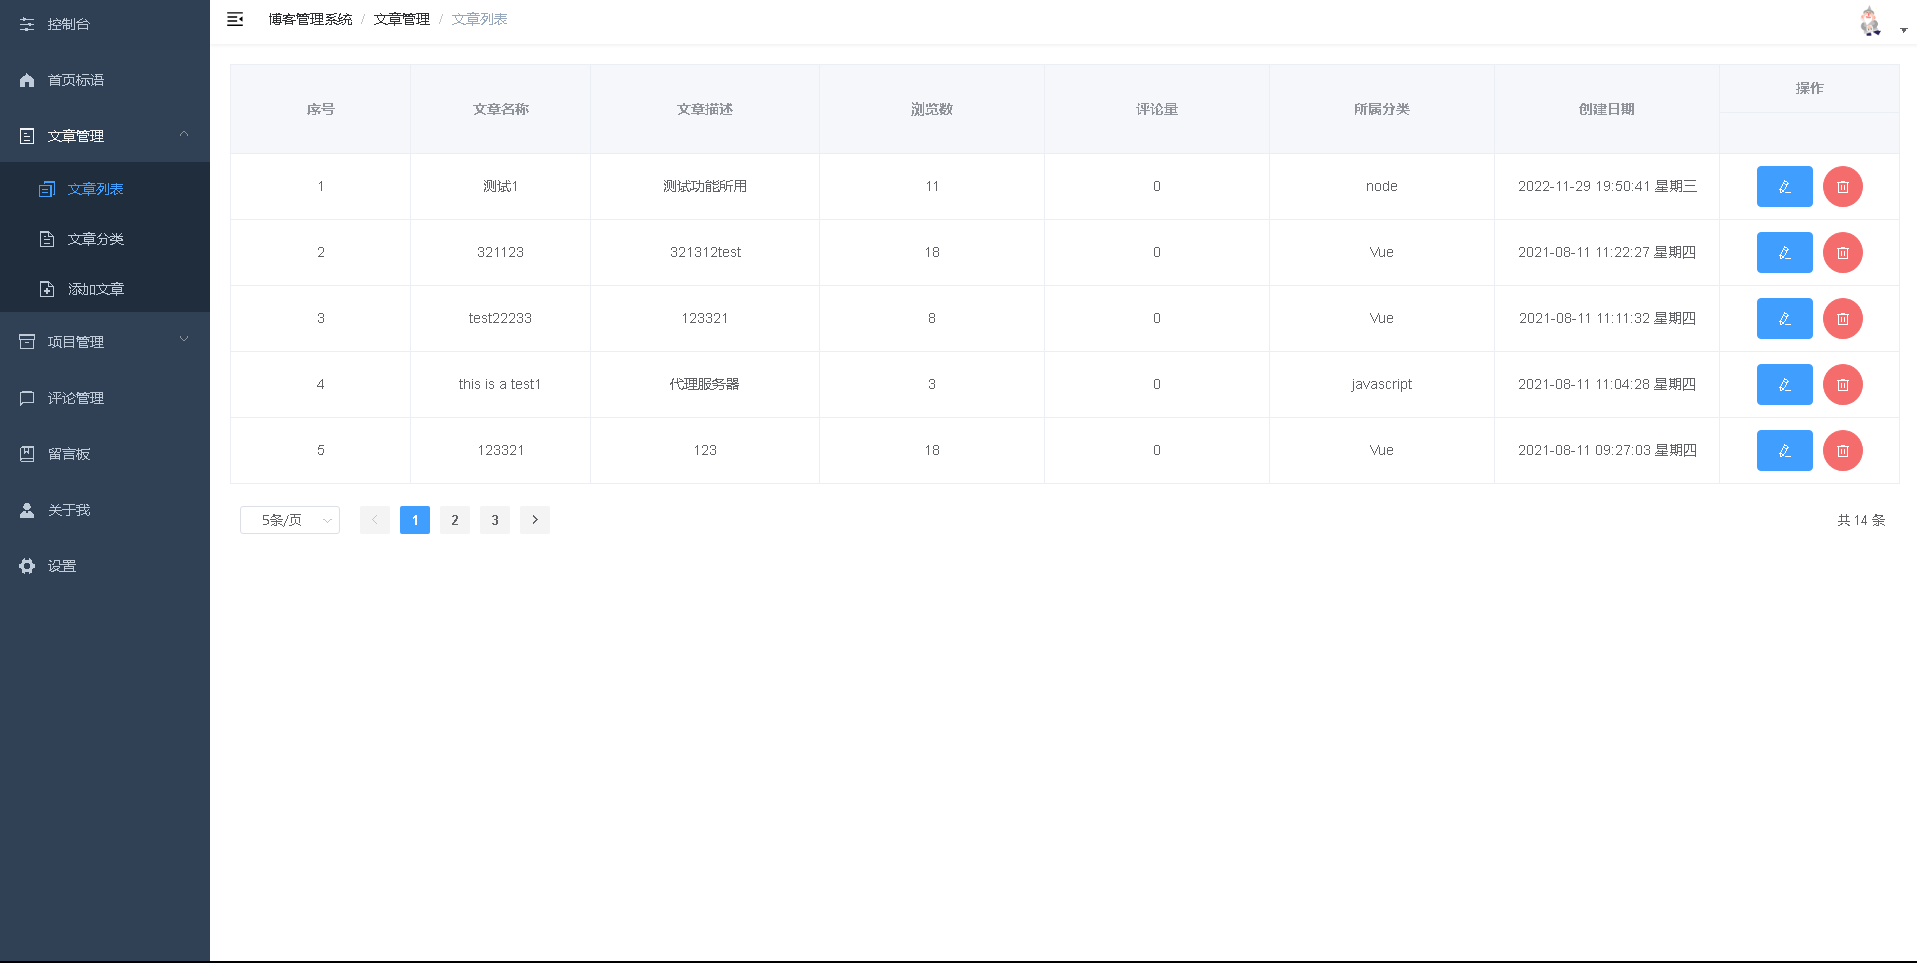 控制台
首页标语
文章管理
文章列表
文章分类
添加文章
项目管理
评论管理
留言板
关于我
设置
博客管理系统 / 文章管理 / 文章列表
序号 文章名称 文章描述 浏览数 评论量 所属分类 创建日期 操作
1 测试1 测试功能所用 11 0 node 2022-11-29 19:50:41 星期三
2 321123 321312test 18 0 Vue 2021-08-11 11:22:27 星期四
3 test22233 123321 8 0 Vue 2021-08-11 11:11:32 星期四
4 this is a test1 代理服务器 3 0 javascript 2021-08-11 11:04:28 星期四
5 123321 123 18 0 Vue 2021-08-11 09:27:03 星期四
5条/页 1 2 3 共 14 条